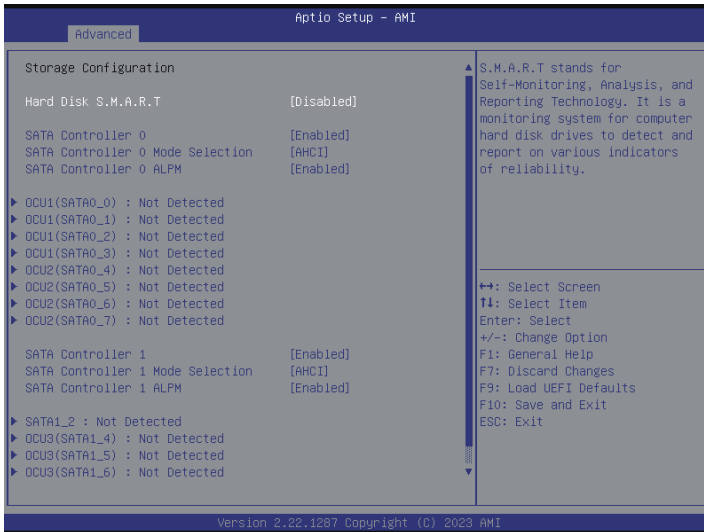 Aptio Setup – AMI
Advanced
Storage Configuration
Hard Disk S.M.A.R.T [Disabled]
SATA Controller 0 [Enabled]
SATA Controller 0 Mode Selection [AHCI]
SATA Controller 0 ALPM [Enabled]
OCU1(SATA0_0) : Not Detected
OCU1(SATA0_1) : Not Detected
OCU1(SATA0_2) : Not Detected
OCU1(SATA0_3) : Not Detected
OCU2(SATA0_4) : Not Detected
OCU2(SATA0_5) : Not Detected
OCU2(SATA0_6) : Not Detected
OCU2(SATA0_7) : Not Detected
SATA Controller 1 [Enabled]
SATA Controller 1 Mode Selection [AHCI]
SATA Controller 1 ALPM [Enabled]
SATA1_2 : Not Detected
OCU3(SATA1_4) : Not Detected
OCU3(SATA1_5) : Not Detected
OCU3(SATA1_6) : Not Detected
S.M.A.R.T stands for
Self-Monitoring, Analysis, and
Reporting Technology. It is a
monitoring system for computer
hard disk drives to detect and
report on various indicators
of reliability.
↔: Select Screen
↑↓: Select Item
Enter: Select
+/-: Change Option
F1: General Help
F7: Discard Changes
F9: Load UEFI Defaults
F10: Save and Exit
ESC: Exit
Version 2.22.1287 Copyright (C) 2023 AMI